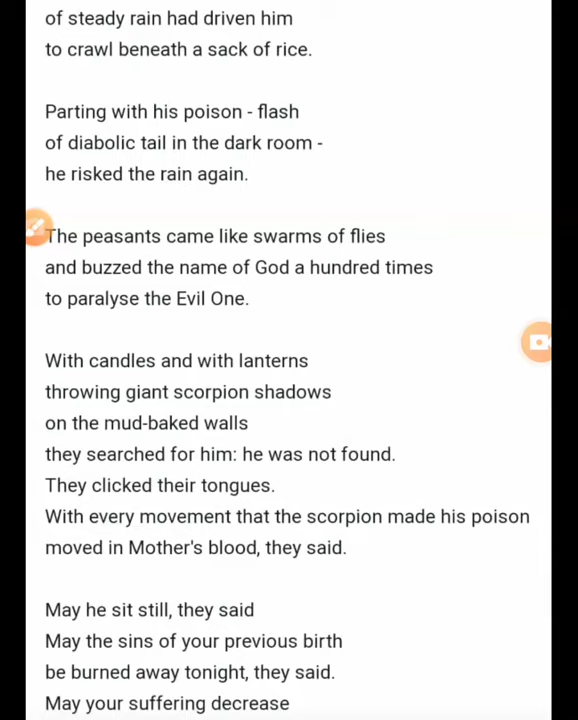 of steady rain had driven him
to crawl beneath a sack of rice.
Parting with his poison - flash
of diabolic tail in the dark room -
he risked the rain again.
The peasants came like swarms of flies
and buzzed the name of God a hundred times
to paralyse the Evil One.
With candles and with lanterns
throwing giant scorpion shadows
on the mud-baked walls
they searched for him: he was not found.
They clicked their tongues.
With every movement that the scorpion made his poison
moved in Mother's blood, they said.
May he sit still, they said
May the sins of your previous birth
be burned away tonight, they said.
May your suffering decrease